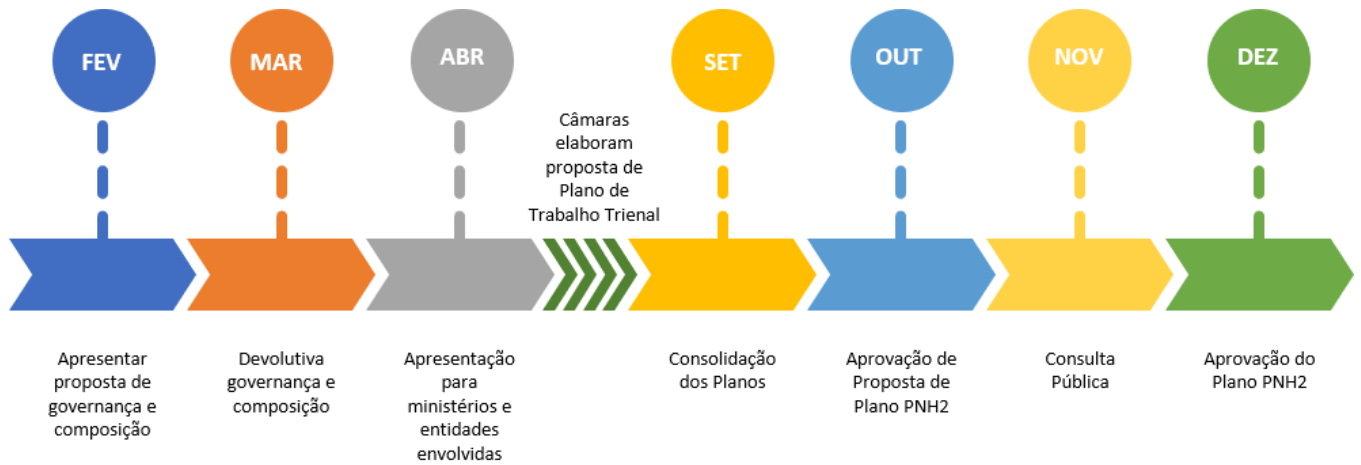 FEV
MAR
ABR
SET
OUT
NOV
DEZ
Câmaras
elaboram
proposta de
Plano de
Trabalho Trienal
Apresentar
proposta de
governança e
composição
Devolutiva
governança e
composição
Apresentação
para
ministérios e
entidades
envolvidas
Consolidação
dos Planos
Aprovação de
Proposta de
Plano PNH2
Consulta
Pública
Aprovação do
Plano PNH2